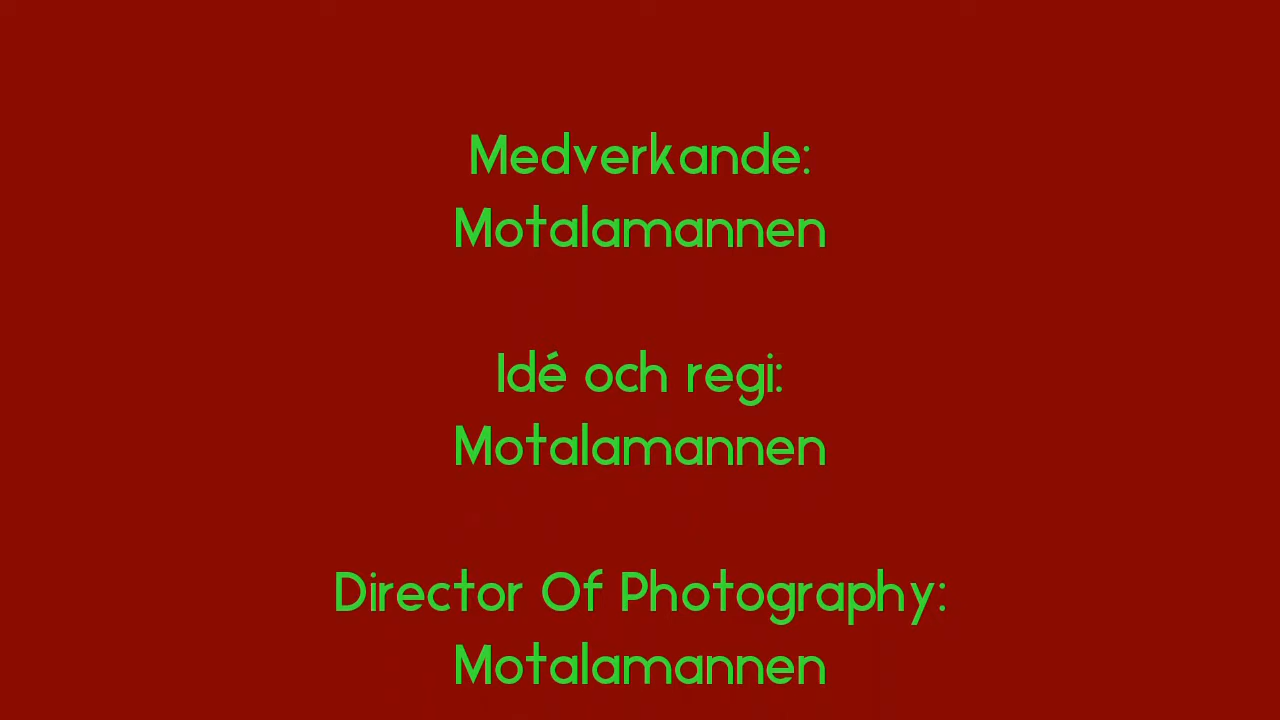 Medverkande:
Motalamannen
Idé och regi:
Motalamannen
Director Of Photography:
Motalamannen